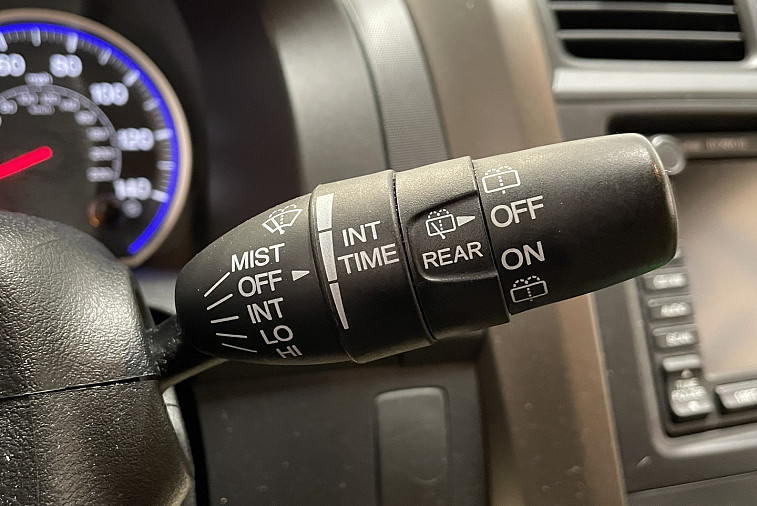 60
80
100
120
140
MIST
OFF
INT
LO
HI
INT
TIME
REAR
OFF
ON